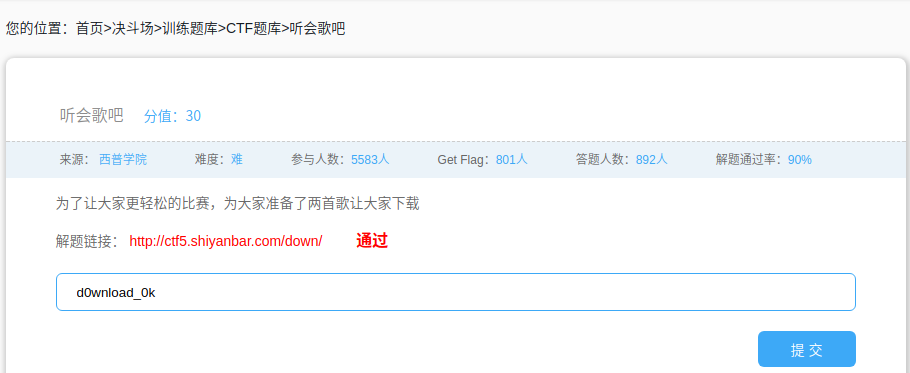 您的位置：首页>决斗场>训练题库>CTF题库>听会歌吧
听会歌吧 分值：30
来源： 西普学院 难度：难 参与人数：5583人 Get Flag：801人 答题人数：892人 解题通过率：90%
为了让大家更轻松的比赛，为大家准备了两首歌让大家下载
解题链接： http://ctf5.shiyanbar.com/down/ 通过
d0wnload_0k
提 交